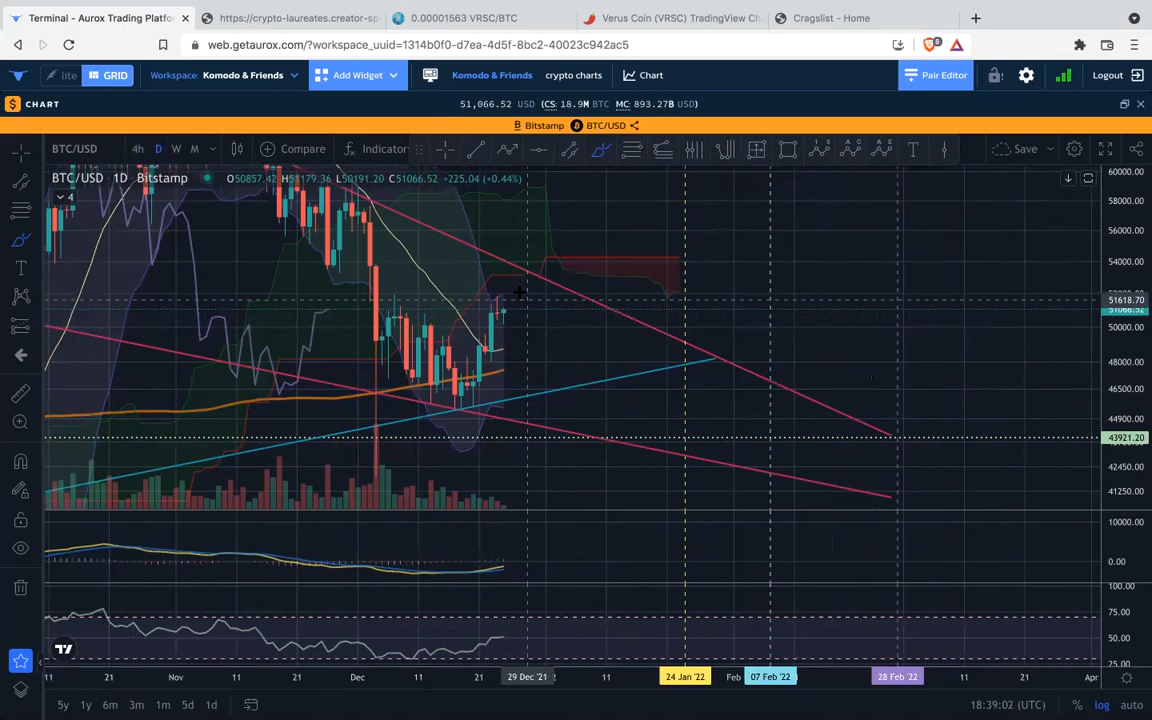 Terminal - Aurox Trading Platfo
https://crypto-laureates.creator-sp
0.00001563 VRSC/BTC
Verus Coin (VRSC) TradingView Ch
Cragslist - Home
web.getaurox.com/?workspace_uuid=1314b0f0-d7ea-4d5f-8bc2-40023c942ac5
lite
GRID
Workspace: Komodo & Friends
Add Widget
Komodo & Friends
crypto charts
Chart
Pair Editor
Logout
CHART
51,066.52 USD (CS: 18.9M BTC MC: 893.27B USD)
Bitstamp BTC/USD
BTC/USD
4h D W M
Compare
Indicator
Save
BTC/USD 1D Bitstamp
O50857.42 H51179.36 L50191.20 C51066.52 +225.04 (+0.44%)
4
60000.00
58000.00
56000.00
54000.00
51618.70
51066.52
50000.00
48000.00
46500.00
44900.00
43921.20
42450.00
41250.00
10000.00
0.00
100.00
75.00
50.00
25.00
11 21 Nov 11 21 Dec 11 21 29 Dec '21 11 24 Jan '22 Feb 07 Feb '22 28 Feb '22 11 21 Apr
5y 1y 6m 3m 1m 5d 1d
18:39:02 (UTC)
% log auto